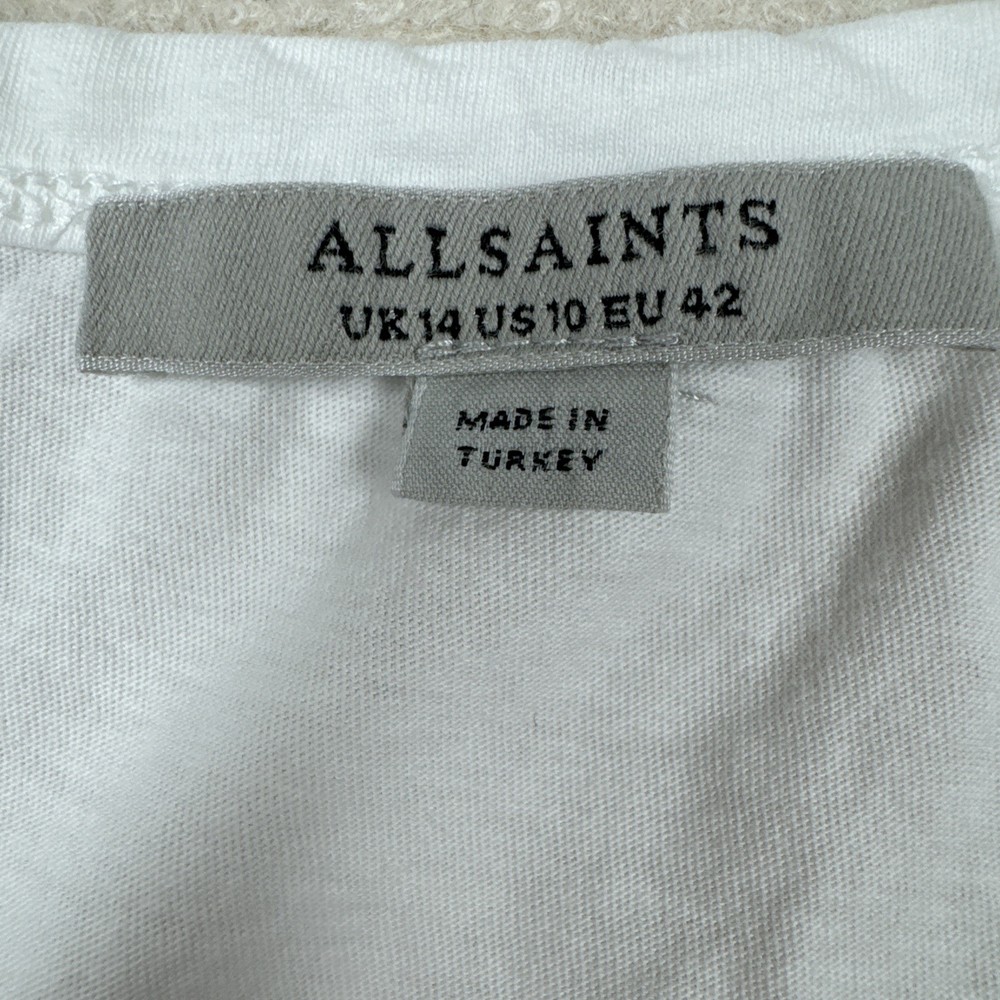 ALLSAINTS
UK 14 US 10 EU 42
MADE IN
TURKEY